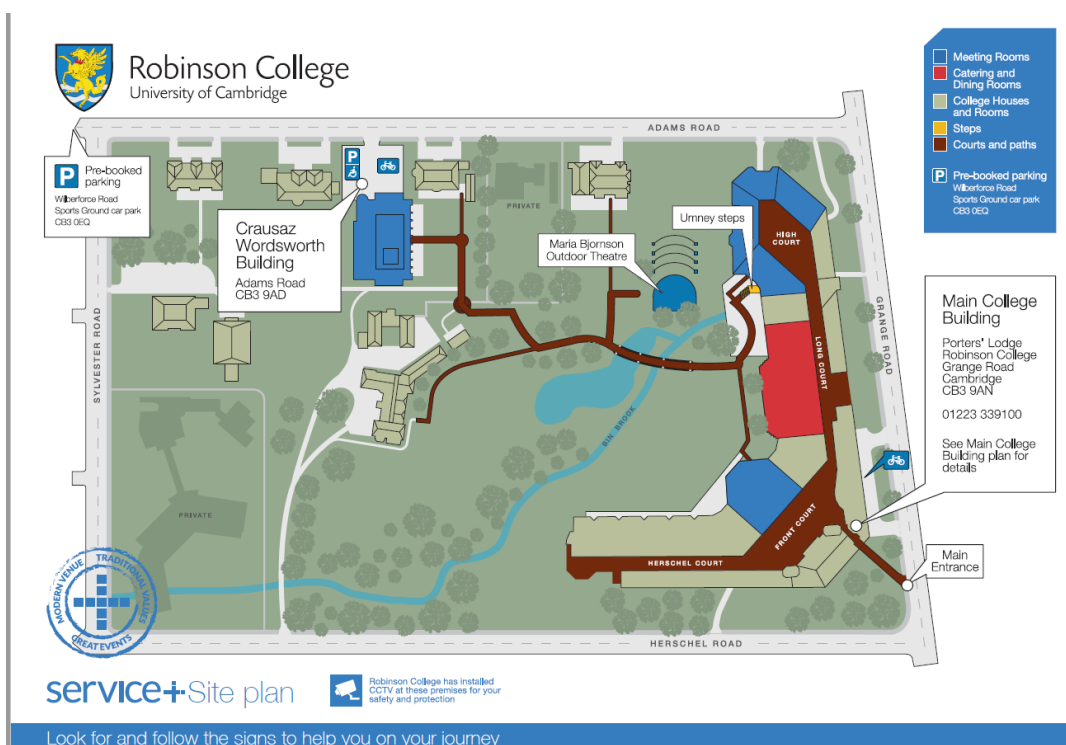 Robinson College
University of Cambridge
Meeting Rooms
Catering and
Dining Rooms
College Houses
and Rooms
Steps
Courts and paths
P Pre-booked parking
Wilberforce Road
Sports Ground car park
CB3 0EQ
ADAMS ROAD
P Pre-booked
parking
Wilberforce Road
Sports Ground car park
CB3 0EQ
P
PRIVATE
Crausaz
Wordsworth
Building
Adams Road
CB3 9AD
Umney steps
Maria Bjornson
Outdoor Theatre
HIGH
COURT
Main College
Building
Porters' Lodge
Robinson College
Grange Road
Cambridge
CB3 9AN
01223 339100
See Main College
Building plan for
details
GRANGE ROAD
SYLVESTER ROAD
LONG COURT
BIN BROOK
PRIVATE
FRONT COURT
HERSCHEL COURT
Main
Entrance
MODERN VENUE TRADITIONAL VALUES
GREAT EVENTS
HERSCHEL ROAD
service+ Site plan
Robinson College has installed
CCTV at these premises for your
safety and protection
Look for and follow the signs to help you on your journey